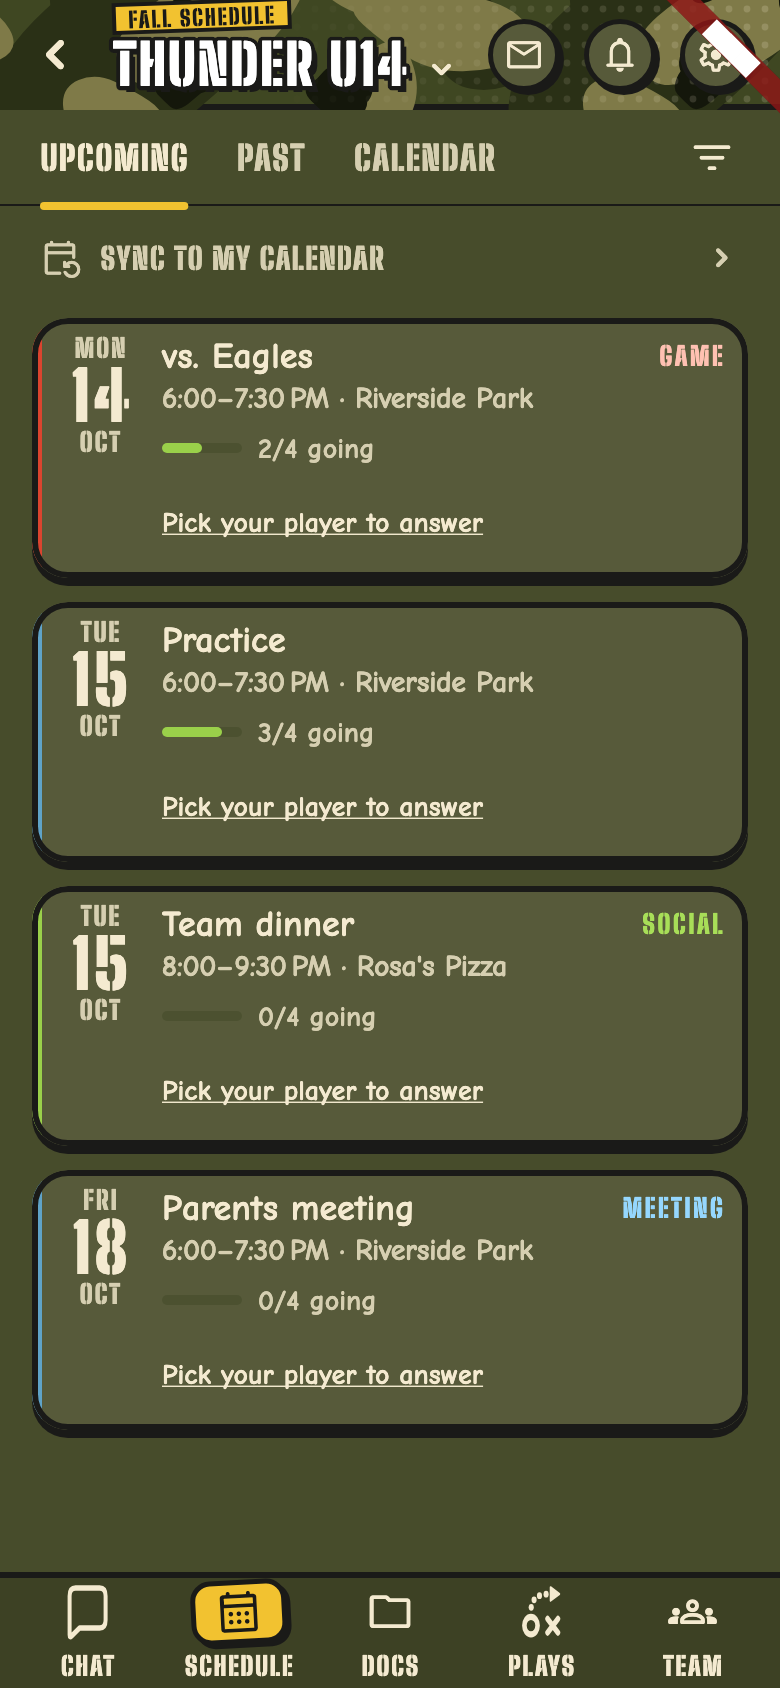 FALL SCHEDULE
THUNDER U14
UPCOMING PAST CALENDAR
SYNC TO MY CALENDAR
MON
14
OCT
vs. Eagles
GAME
6:00–7:30 PM · Riverside Park
2/4 going
Pick your player to answer
TUE
15
OCT
Practice
6:00–7:30 PM · Riverside Park
3/4 going
Pick your player to answer
TUE
15
OCT
Team dinner
SOCIAL
8:00–9:30 PM · Rosa's Pizza
0/4 going
Pick your player to answer
FRI
18
OCT
Parents meeting
MEETING
6:00–7:30 PM · Riverside Park
0/4 going
Pick your player to answer
CHAT SCHEDULE DOCS PLAYS TEAM